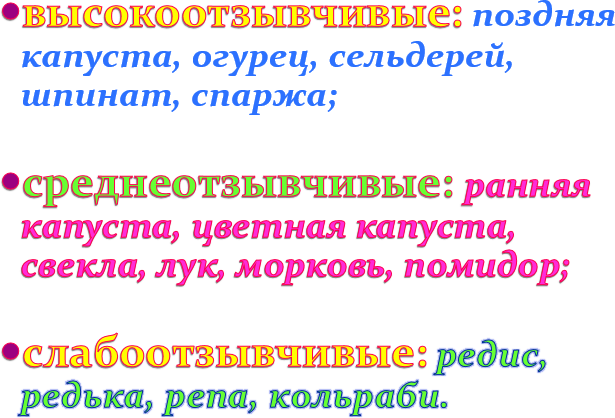 •высокоотзывчивые: поздняя
капуста, огурец, сельдерей,
шпинат, спаржа;
•среднеотзывчивые: ранняя
капуста, цветная капуста,
свекла, лук, морковь, помидор;
•слабоотзывчивые: редис,
редька, репа, кольраби.